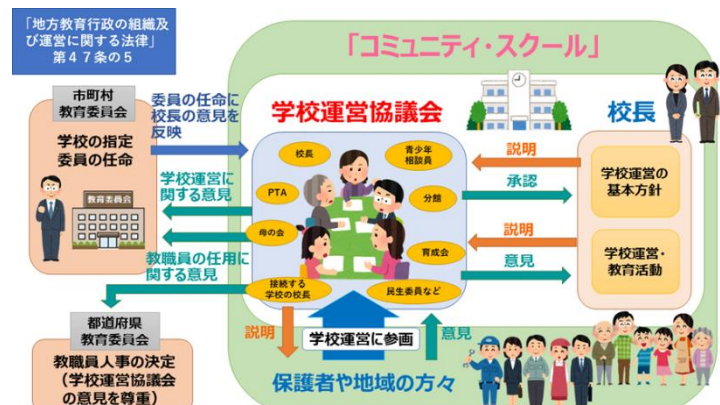 「地方教育行政の組織及
び運営に関する法律」
第４７条の５
「コミュニティ・スクール」
市町村
教育委員会
学校の指定
委員の任命
教育委員会
委員の任命に
校長の意見を
反映
学校運営に
関する意見
教職員の任用に
関する意見
学校運営協議会
校長
青少年
相談員
PTA
分館
母の会
育成会
接続する
学校の校長
民生委員など
校長
説明
承認
学校運営の
基本方針
説明
意見
学校運営・
教育活動
都道府県
教育委員会
教職員人事の決定
（学校運営協議会
の意見を尊重）
説明
学校運営に参画
意見
保護者や地域の方々